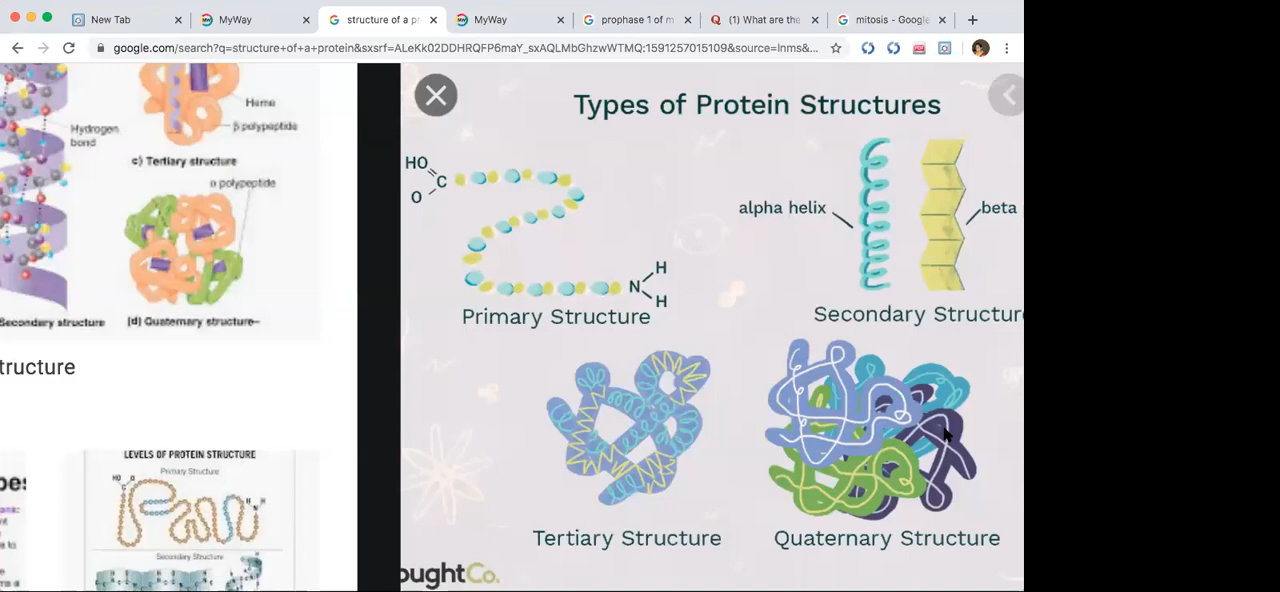 New Tab
MyWay
structure of a pr
MyWay
prophase 1 of m
(1) What are the
mitosis - Google
google.com/search?q=structure+of+a+protein&sxsrf=ALeKk02DDHRQFP6maY_sxAQLMbGhzwWTMQ:1591257015109&source=lnms&...
Hydrogen
bond
Heme
β polypeptide
c) Tertiary structure
α polypeptide
Secondary structure
(d) Quaternary structure
tructure
LEVELS OF PROTEIN STRUCTURE
Primary Structure
HO O
C
H H
N
Secondary Structure
Types of Protein Structures
HO
C
O
N
H
H
Primary Structure
alpha helix
beta
Secondary Structur
Tertiary Structure
Quaternary Structure
oughtCo.